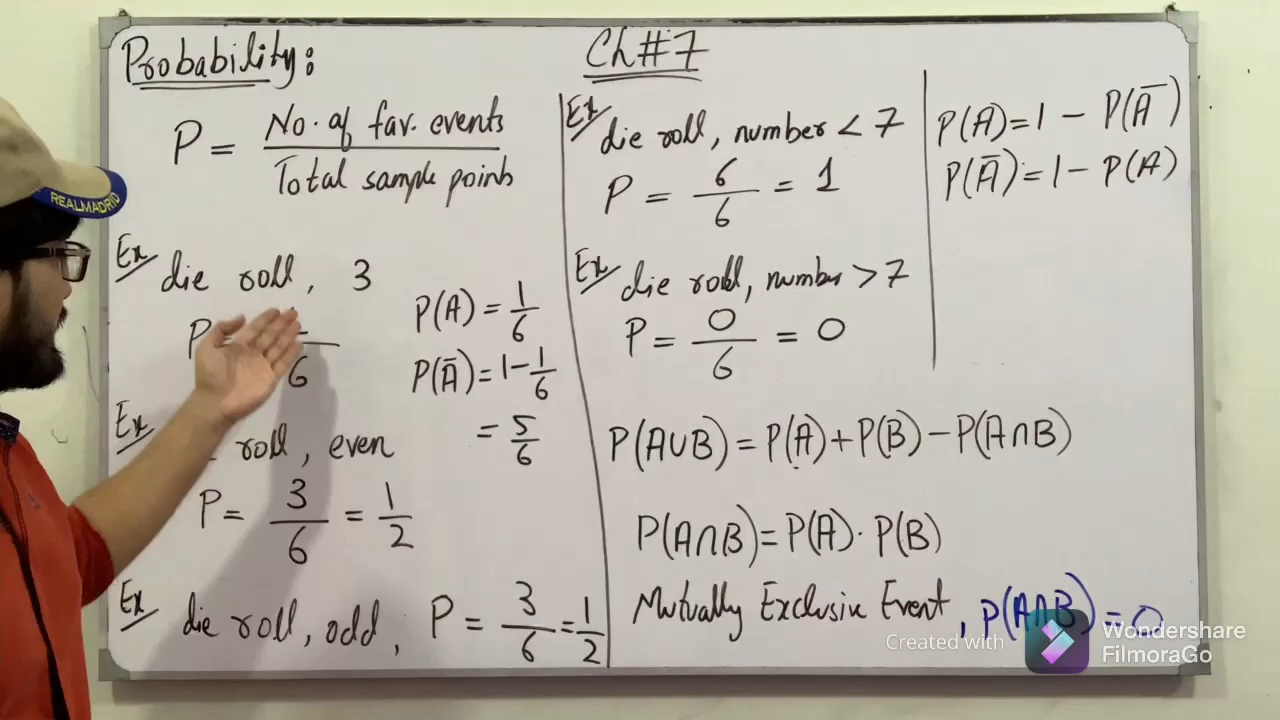 Probability:
P = No. of fav. events / Total sample points
Ex die roll, 3
P
6
P(A) = 1/6
P(Ā) = 1 - 1/6
= 5/6
Ex roll, even
P = 3/6 = 1/2
Ex die roll, odd, P = 3/6 = 1/2
Ch#7
Ex die roll, number < 7
P = 6/6 = 1
Ex die roll, number > 7
P = 0/6 = 0
P(A∪B) = P(A) + P(B) - P(A∩B)
P(A∩B) = P(A) . P(B)
Mutually Exclusive Event, P(A∩B) = 0
P(A) = 1 - P(Ā)
P(Ā) = 1 - P(A)
REALMADRID
Created with
Wondershare
FilmoraGo